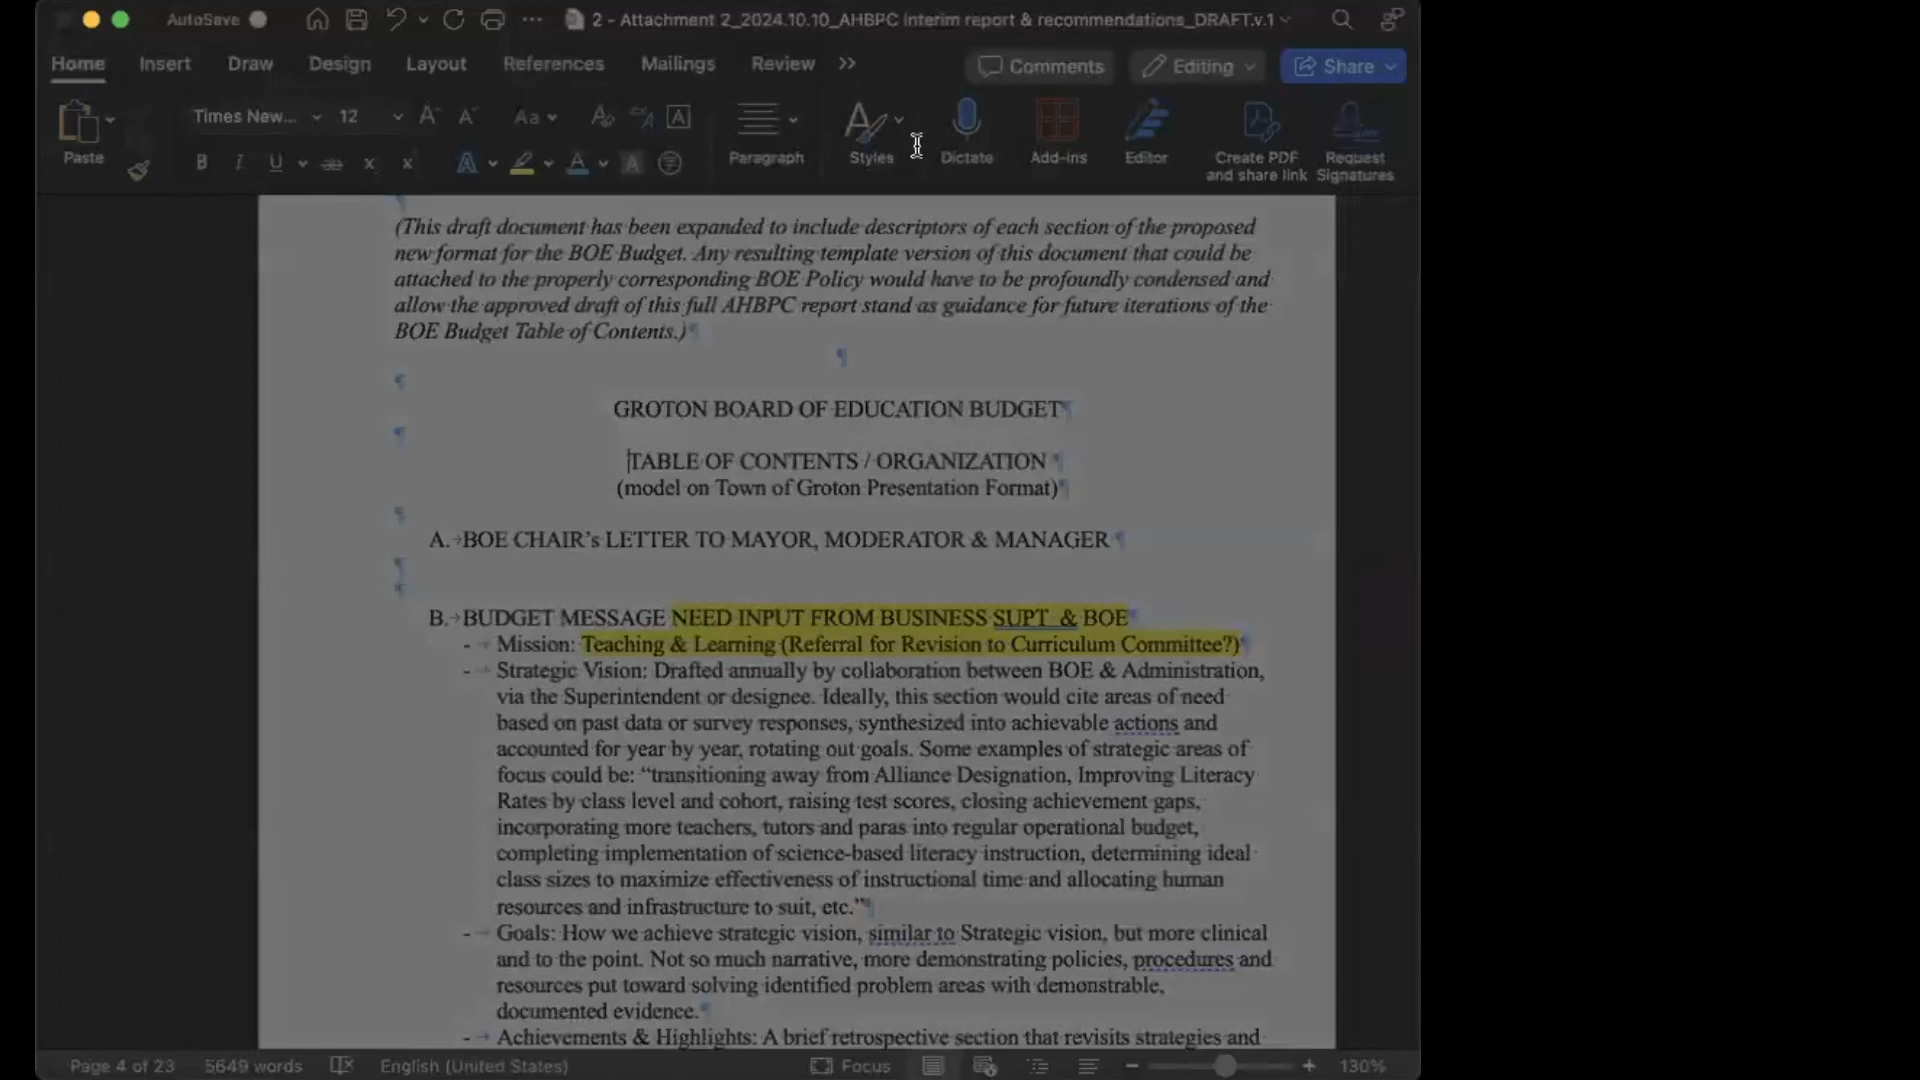 AutoSave
2 - Attachment 2_2024.10.10_AHBPC Interim report & recommendations_DRAFT.v.1
Home Insert Draw Design Layout References Mailings Review >> Comments Editing Share
Times New... 12 Aa
Paste Paragraph Styles Dictate Add-ins Editor Create PDF and share link Request Signatures
(This draft document has been expanded to include descriptors of each section of the proposed
new format for the BOE Budget. Any resulting template version of this document that could be
attached to the properly corresponding BOE Policy would have to be profoundly condensed and
allow the approved draft of this full AHBPC report stand as guidance for future iterations of the
BOE Budget Table of Contents.)
GROTON BOARD OF EDUCATION BUDGET
TABLE OF CONTENTS / ORGANIZATION
(model on Town of Groton Presentation Format)
A. BOE CHAIR's LETTER TO MAYOR, MODERATOR & MANAGER
B. BUDGET MESSAGE NEED INPUT FROM BUSINESS SUPT & BOE
- Mission: Teaching & Learning (Referral for Revision to Curriculum Committee?)
- Strategic Vision: Drafted annually by collaboration between BOE & Administration,
via the Superintendent or designee. Ideally, this section would cite areas of need
based on past data or survey responses, synthesized into achievable actions and
accounted for year by year, rotating out goals. Some examples of strategic areas of
focus could be: “transitioning away from Alliance Designation, Improving Literacy
Rates by class level and cohort, raising test scores, closing achievement gaps,
incorporating more teachers, tutors and paras into regular operational budget,
completing implementation of science-based literacy instruction, determining ideal
class sizes to maximize effectiveness of instructional time and allocating human
resources and infrastructure to suit, etc.”
- Goals: How we achieve strategic vision, similar to Strategic vision, but more clinical
and to the point. Not so much narrative, more demonstrating policies, procedures and
resources put toward solving identified problem areas with demonstrable,
documented evidence.
- Achievements & Highlights: A brief retrospective section that revisits strategies and
Page 4 of 23 5649 words English (United States) Focus 130%